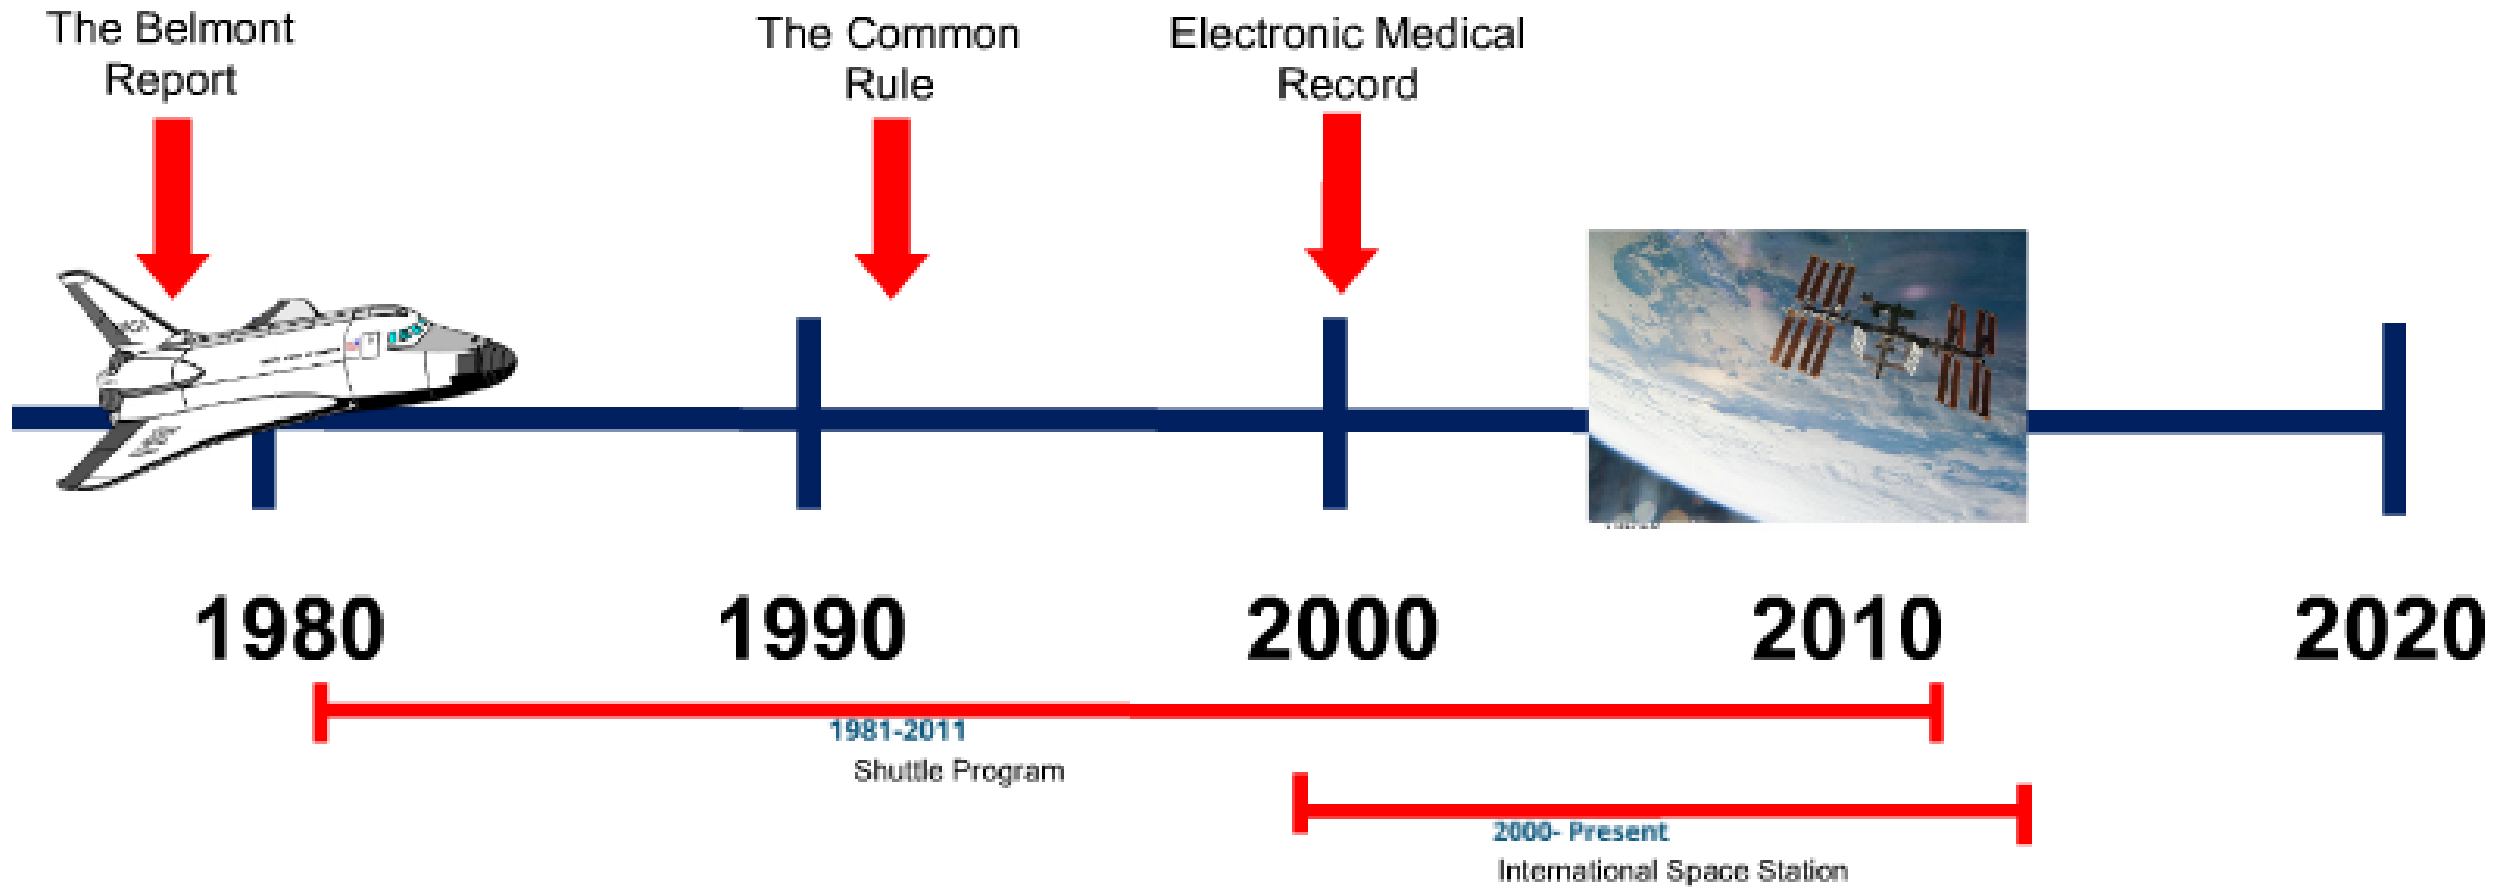 The Belmont
Report
The Common
Rule
Electronic Medical
Record
1980
1990
2000
2010
2020
1981-2011
Shuttle Program
2000- Present
International Space Station